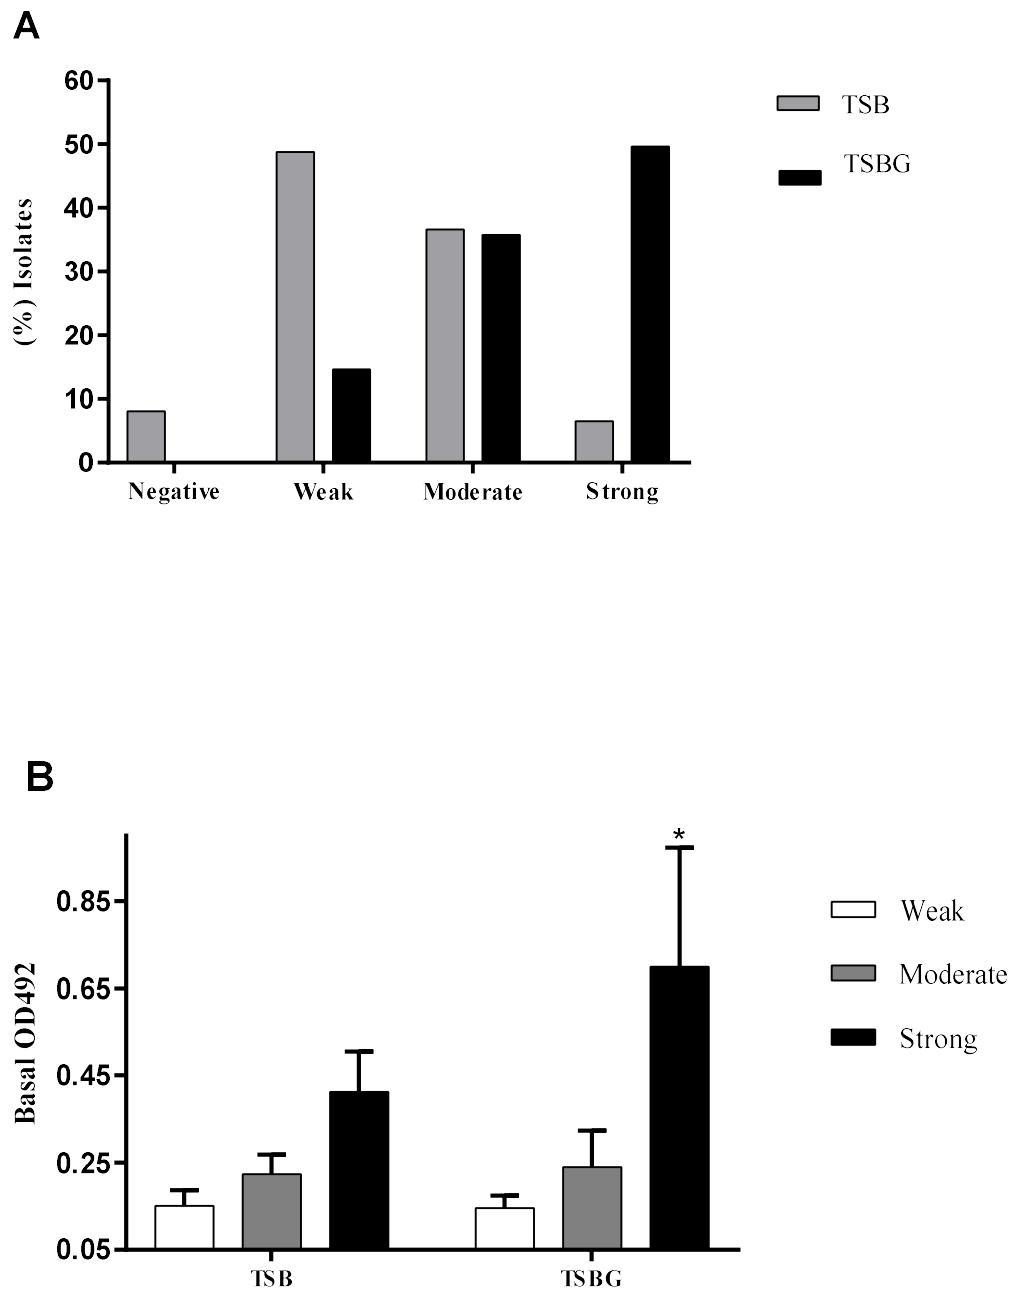 A
60
50
40
30
20
10
0
(%) Isolates
Negative Weak Moderate Strong
TSB
TSBG
B
0.85
0.65
0.45
0.25
0.05
Basal OD492
*
TSB TSBG
Weak
Moderate
Strong